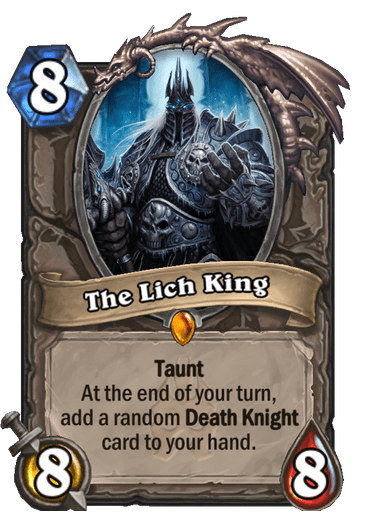 8
The Lich King
Taunt
At the end of your turn,
add a random Death Knight
card to your hand.
8 8